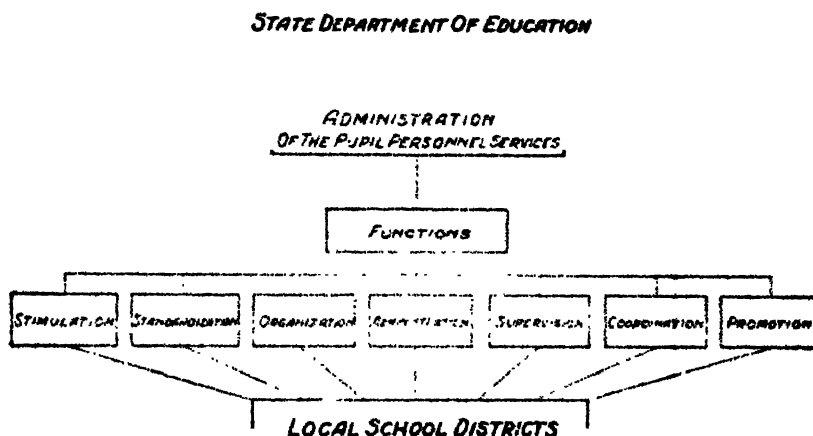 STATE DEPARTMENT OF EDUCATION
ADMINISTRATION
OF THE PUPIL PERSONNEL SERVICES
FUNCTIONS
STIMULATION STANDARDIZATION ORGANIZATION SUPERVISION COORDINATION PROMOTION
LOCAL SCHOOL DISTRICTS